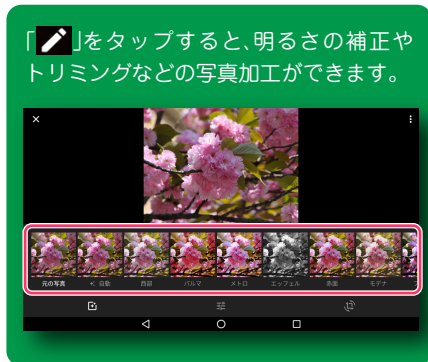 「 」をタップすると、明るさの補正や
トリミングなどの写真加工ができます。
元の写真 自動 西部 パルマ メトロ エッフェル 赤面 モデナ